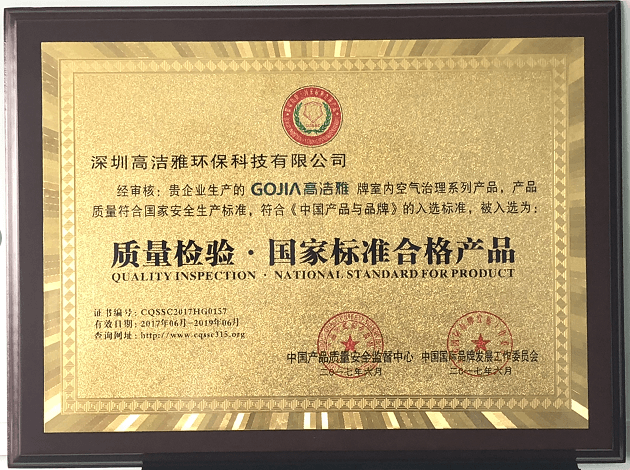 深圳高洁雅环保科技有限公司
经审核：贵企业生产的 GOJIA高洁雅 牌室内空气治理系列产品，产品
质量符合国家安全生产标准，符合《中国产品与品牌》的入选标准，被入选为：
质量检验·国家标准合格产品
QUALITY INSPECTION · NATIONAL STANDARD FOR PRODUCT
证书编号：CQSSC2017HG0157
有效日期：2017年06月-2019年06月
查询网址：http://www.cqssc315.org
中国产品质量安全监督中心 中国国际品牌发展工作委员会
二〇一七年六月 二〇一七年六月